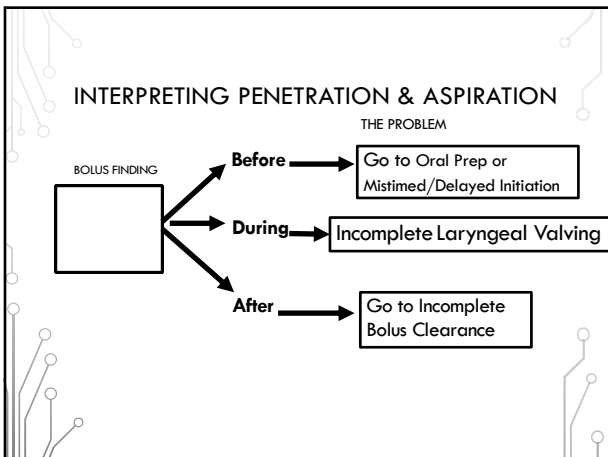 INTERPRETING PENETRATION & ASPIRATION
THE PROBLEM
BOLUS FINDING
Before
Go to Oral Prep or
Mistimed/Delayed Initiation
During
Incomplete Laryngeal Valving
After
Go to Incomplete
Bolus Clearance